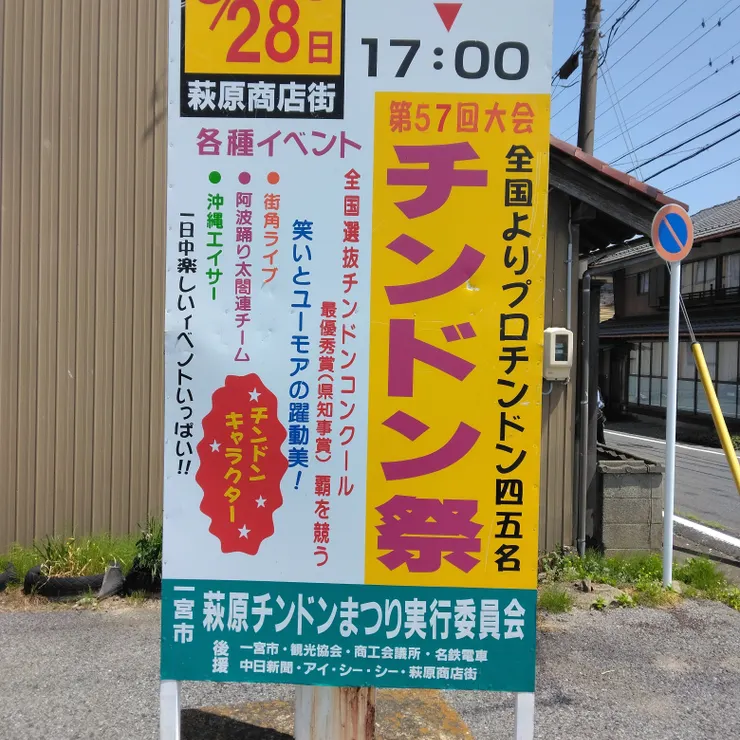 28日
萩原商店街
▼
17:00
第57回大会
チンドン祭
全国よりプロチンドン四五名
各種イベント
全国選抜チンドンコンクール
最優秀賞(県知事賞) 覇を競う
笑いとユーモアの躍動美！
●街角ライブ
●阿波踊り太閤連チーム
●沖縄エイサー
一日中楽しいイベントいっぱい!!
チンドン
キャラクター
一宮市
萩原チンドンまつり実行委員会
後援
一宮市・観光協会・商工会議所・名鉄電車
中日新聞・アイ・シー・シー・萩原商店街